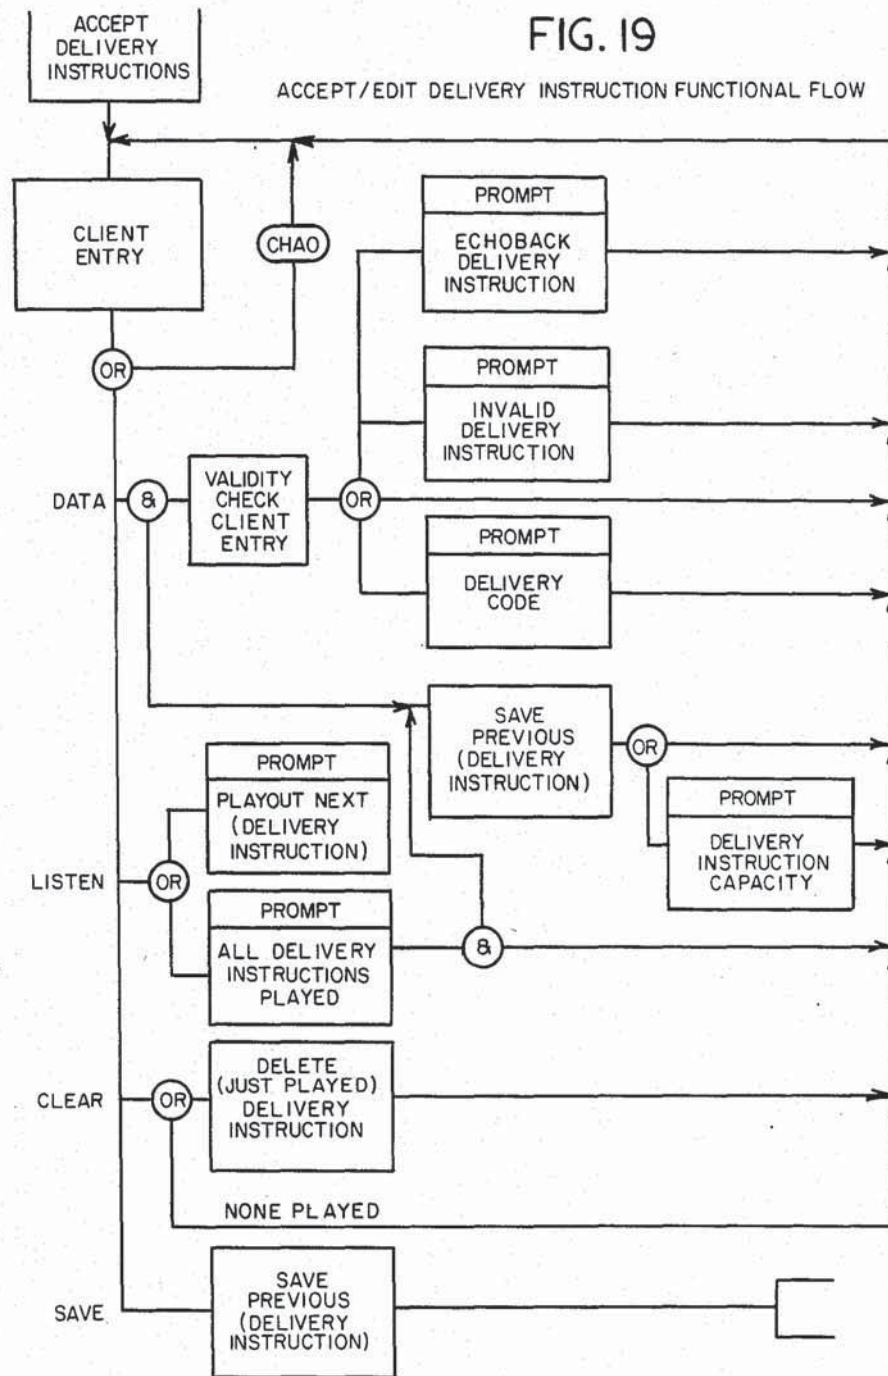 FIG. 19
ACCEPT
DELIVERY
INSTRUCTIONS
ACCEPT/EDIT DELIVERY INSTRUCTION FUNCTIONAL FLOW
CLIENT
ENTRY
CHAO
OR
PROMPT
ECHOBACK
DELIVERY
INSTRUCTION
PROMPT
INVALID
DELIVERY
INSTRUCTION
DATA
&
VALIDITY
CHECK
CLIENT
ENTRY
OR
PROMPT
DELIVERY
CODE
SAVE
PREVIOUS
(DELIVERY
INSTRUCTION)
OR
PROMPT
DELIVERY
INSTRUCTION
CAPACITY
LISTEN
OR
PROMPT
PLAYOUT NEXT
(DELIVERY
INSTRUCTION)
PROMPT
ALL DELIVERY
INSTRUCTIONS
PLAYED
&
CLEAR
OR
DELETE
(JUST PLAYED)
DELIVERY
INSTRUCTION
NONE PLAYED
SAVE
SAVE
PREVIOUS
(DELIVERY
INSTRUCTION)